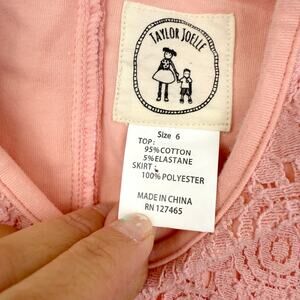 TAYLOR JOELLE
Size 6
TOP:
95%COTTON
5%ELASTANE
SKIRT:
100%POLYESTER
MADE IN CHINA
RN 127465